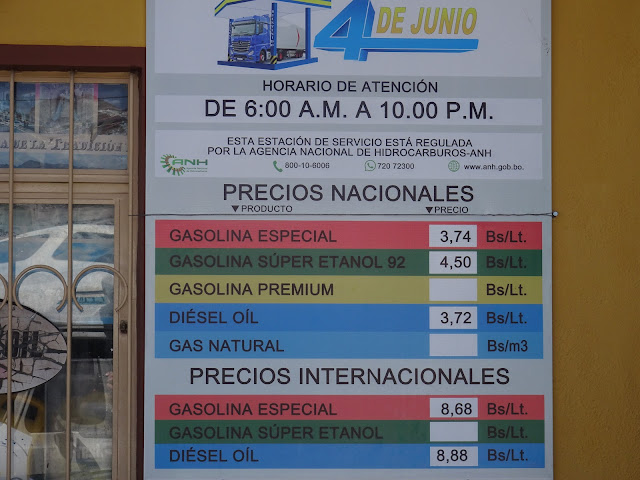 4 DE JUNIO
HORARIO DE ATENCIÓN
DE 6:00 A.M. A 10.00 P.M.
ESTA ESTACIÓN DE SERVICIO ESTÁ REGULADA
POR LA AGENCIA NACIONAL DE HIDROCARBUROS-ANH
ANH 800-10-6006 720 72300 www.anh.gob.bo.
PRECIOS NACIONALES
▼PRODUCTO ▼PRECIO
GASOLINA ESPECIAL 3,74 Bs/Lt.
GASOLINA SÚPER ETANOL 92 4,50 Bs/Lt.
GASOLINA PREMIUM Bs/Lt.
DIÉSEL OÍL 3,72 Bs/Lt.
GAS NATURAL Bs/m3
PRECIOS INTERNACIONALES
GASOLINA ESPECIAL 8,68 Bs/Lt.
GASOLINA SÚPER ETANOL Bs/Lt.
DIÉSEL OÍL 8,88 Bs/Lt.
DE LA TRADICIÓN